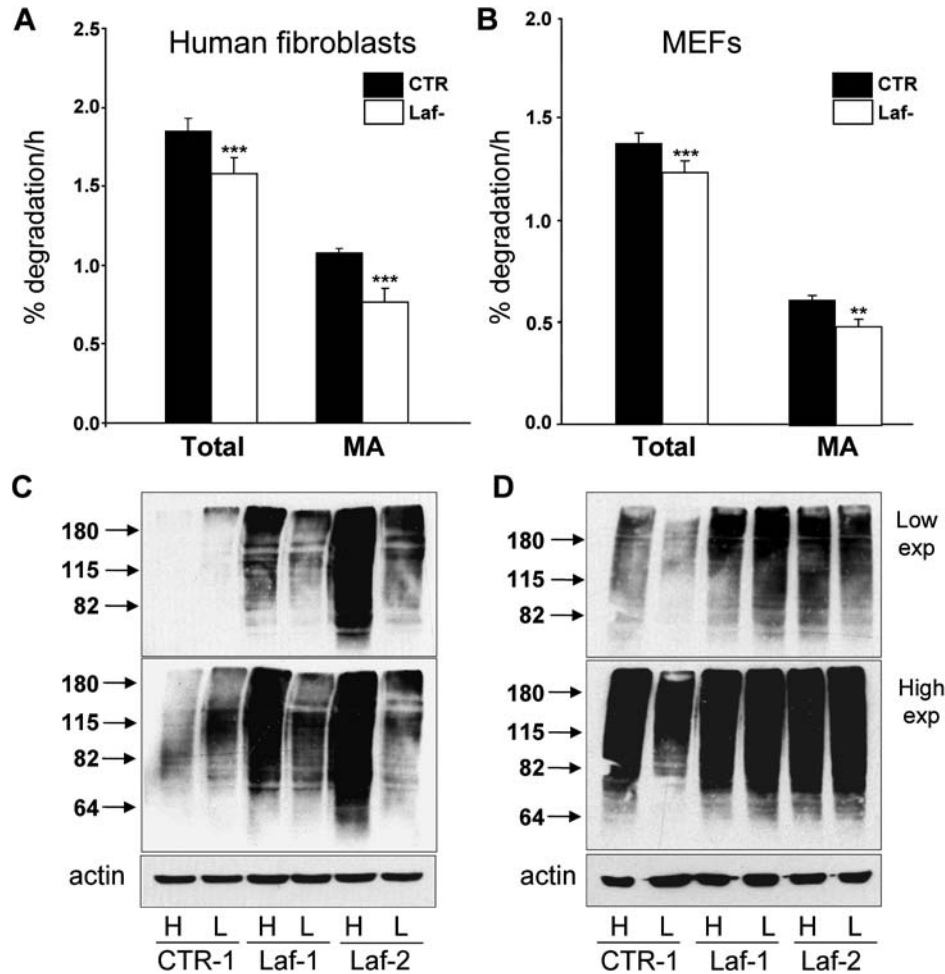 A
Human fibroblasts
CTR
Laf-
% degradation/h
2.5
2.0
1.5
1.0
0.5
0.0
***
***
Total MA
B
MEFs
CTR
Laf-
% degradation/h
2.0
1.5
1.0
0.5
0.0
***
**
Total MA
C
180
115
82
180
115
82
64
actin
H L H L H L
CTR-1 Laf-1 Laf-2
D
180
115
82
Low
exp
180
115
82
64
High
exp
actin
H L H L H L
CTR-1 Laf-1 Laf-2